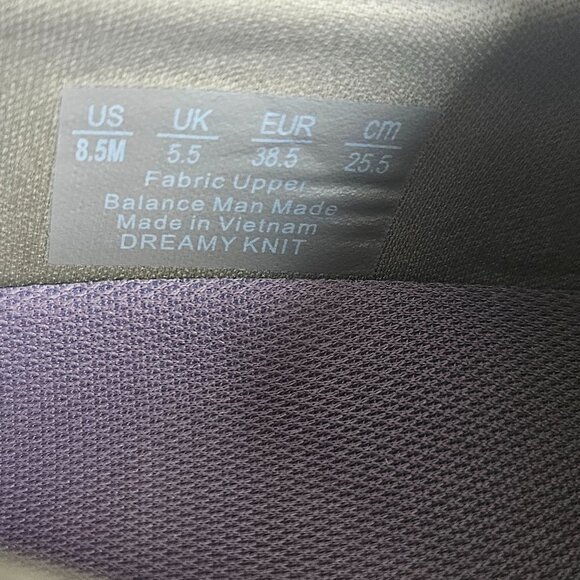 US UK EUR cm
8.5M 5.5 38.5 25.5
Fabric Upper
Balance Man Made
Made in Vietnam
DREAMY KNIT